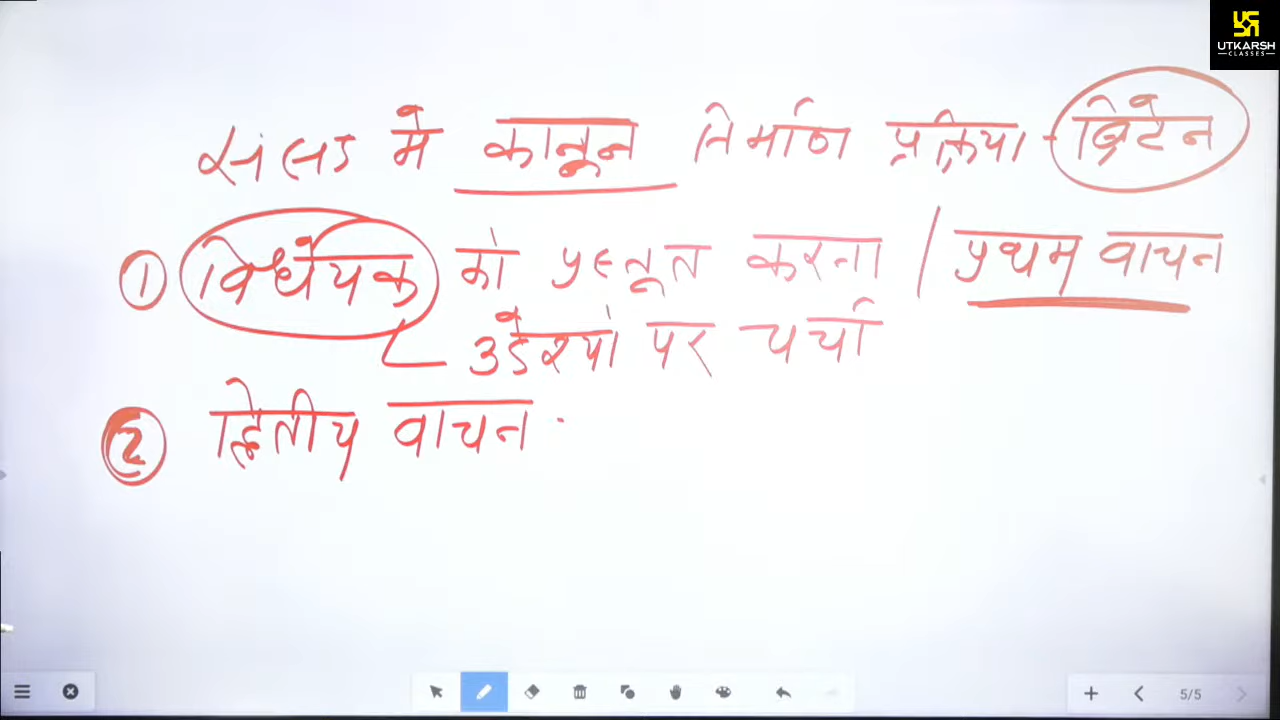 UTKARSH
CLASSES
संसद मे कानून निर्माण प्रक्रिया - ब्रिटेन
① विधेयक को प्रस्तूत करना / प्रथम वाचन
उदेश्यो पर चर्चा
② द्वितीय वाचन
5/5